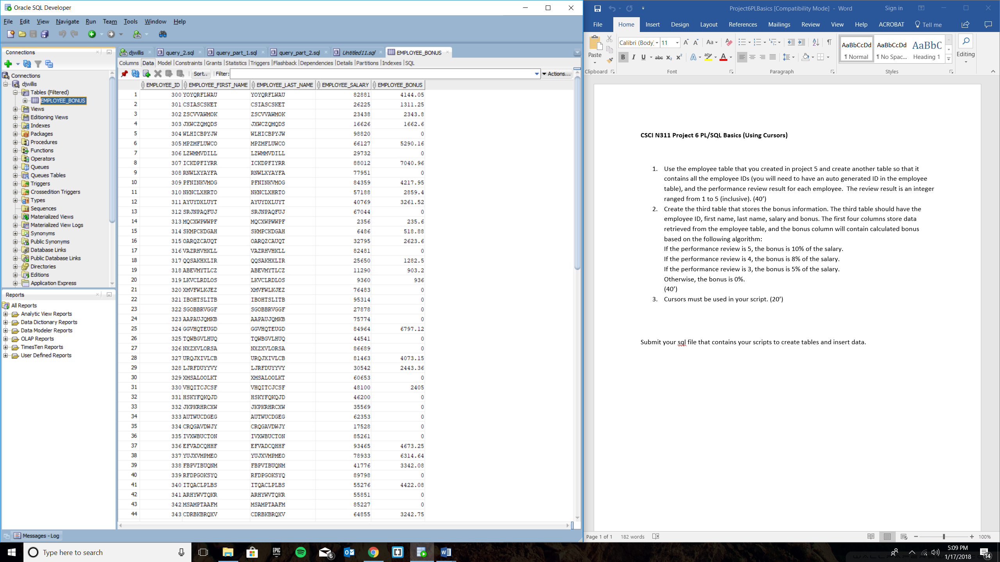 Oracle SQL Developer
File Edit View Navigate Run Team Tools Window Help
Connections
Connections
djwillis
Tables (Filtered)
EMPLOYEE_BONUS
Views
Editioning Views
Indexes
Packages
Procedures
Functions
Operators
Queues
Queues Tables
Triggers
Crossedition Triggers
Types
Sequences
Materialized Views
Materialized View Logs
Synonyms
Public Synonyms
Database Links
Public Database Links
Directories
Editions
Application Express
Reports
All Reports
Analytic View Reports
Data Dictionary Reports
Data Modeler Reports
OLAP Reports
TimesTen Reports
User Defined Reports
djwillis query_2.sql query_part_1.sql query_part_2.sql Untitled11.sql EMPLOYEE_BONUS
Columns Data Model Constraints Grants Statistics Triggers Flashback Dependencies Details Partitions Indexes SQL
Sort.. Filter: Actions...
EMPLOYEE_ID EMPLOYEE_FIRST_NAME EMPLOYEE_LAST_NAME EMPLOYEE_SALARY EMPLOYEE_BONUS
1 300 YOYQRFLWAU YOYQRFLWAU 82881 4144.05
2 301 CSIASCSKET CSIASCSKET 26225 1311.25
3 302 ZSCVVAWMOK ZSCVVAWMOK 23438 2343.8
4 303 JXWCZQMQDS JXWCZQMQDS 16626 1662.6
5 304 WLHICBPYJW WLHICBPYJW 98820 0
6 305 MPZMFLUWCO MPZMFLUWCO 66127 5290.16
7 306 LZWMMVDILL LZWMMVDILL 29732 0
8 307 ICKDPFIYRR ICKDPFIYRR 88012 7040.96
9 308 RNWLXYAYFA RNWLXYAYFA 77951 0
10 309 PFNINKVMOG PFNINKVMOG 84359 4217.95
11 310 NKNCLXHRTO NKNCLXHRTO 57188 2859.4
12 311 AYUYDXLUYT AYUYDXLUYT 40769 3261.52
13 312 SRJNPAQFUJ SRJNPAQFUJ 67044 0
14 313 MQCXWPWWPF MQCXWPWWPF 2356 235.6
15 314 SKMPCKDGAH SKMPCKDGAH 6486 518.88
16 315 OARQZCAUQT OARQZCAUQT 32795 2623.6
17 316 VAZRHVHKLL VAZRHVHKLL 82481 0
18 317 QQSAKHXLIR QQSAKHXLIR 25650 1282.5
19 318 ABEVMYTLCZ ABEVMYTLCZ 11290 903.2
20 319 LKVCLRDLOS LKVCLRDLOS 9360 936
21 320 XMVFWLKJEZ XMVFWLKJEZ 76483 0
22 321 IBOHTSLITB IBOHTSLITB 95314 0
23 322 SGOBBRVGGF SGOBBRVGGF 27878 0
24 323 AAPAUJQMKB AAPAUJQMKB 75774 0
25 324 GGVHQTEUGD GGVHQTEUGD 84964 6797.12
26 325 TQWBGVLHUQ TQWBGVLHUQ 44541 0
27 326 NXZXVLORSA NXZXVLORSA 86689 0
28 327 URQJXIVLCB URQJXIVLCB 81463 4073.15
29 328 LJRFDUYYVY LJRFDUYYVY 30542 2443.36
30 329 XMSALOOLKT XMSALOOLKT 60653 0
31 330 VHQITCJCSF VHQITCJCSF 48100 2405
32 331 HSKYFQKQJD HSKYFQKQJD 46200 0
33 332 JKPKRHRCXW JKPKRHRCXW 35569 0
34 333 AUTWUCDGEG AUTWUCDGEG 62353 0
35 334 CRQGAVDWJY CRQGAVDWJY 17528 0
36 335 IVXWBUCTON IVXWBUCTON 85261 0
37 336 EFVADCQHHF EFVADCQHHF 93465 4673.25
38 337 YUJXVMPMEO YUJXVMPMEO 78933 6314.64
39 338 FBPVIBUQNM FBPVIBUQNM 41776 3342.08
40 339 RFDPGOKSYQ RFDPGOKSYQ 89798 0
41 340 ITQACLPLBS ITQACLPLBS 55276 4422.08
42 341 ARHYWVTQKR ARHYWVTQKR 55851 0
43 342 MSAMPTAAFM MSAMPTAAFM 85227 0
44 343 CDRBKBRQXV CDRBKBRQXV 64855 3242.75
Messages - Log
Project6PLBasics [Compatibility Mode] - Word Sign in
File Home Insert Design Layout References Mailings Review View Help ACROBAT Tell me
Calibri (Body) 11
Paste
Clipboard Font Paragraph Styles
AaBbCcDd AaBbCcDd AaBbC
¶ Normal ¶ No Spac... Heading 1
Editing
CSCI N311 Project 6 PL/SQL Basics (Using Cursors)
1. Use the employee table that you created in project 5 and create another table so that it
contains all the employee IDs (you will need to have an auto generated ID in the employee
table), and the performance review result for each employee. The review result is an integer
ranged from 1 to 5 (inclusive). (40’)
2. Create the third table that stores the bonus information. The third table should have the
employee ID, first name, last name, salary and bonus. The first four columns store data
retrieved from the employee table, and the bonus column will contain calculated bonus
based on the following algorithm:
If the performance review is 5, the bonus is 10% of the salary.
If the performance review is 4, the bonus is 8% of the salary.
If the performance review is 3, the bonus is 5% of the salary.
Otherwise, the bonus is 0%.
(40’)
3. Cursors must be used in your script. (20’)
Submit your sql file that contains your scripts to create tables and insert data.
Page 1 of 1 182 words 100%
Type here to search
EPIC GAMES
6
5:09 PM
1/17/2018
14